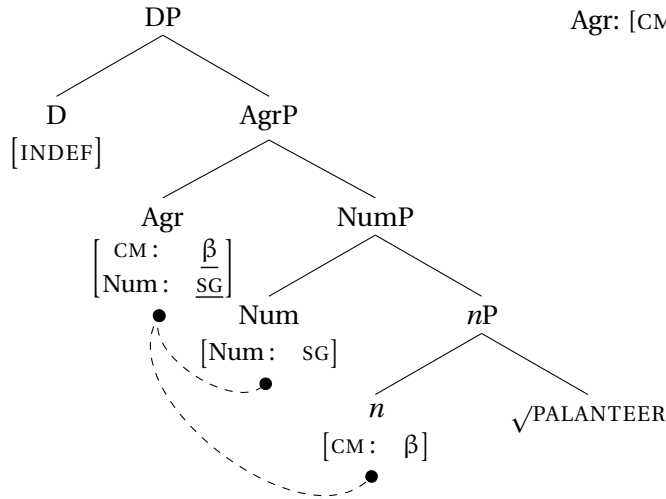 DP
Agr: [CM
D AgrP
[INDEF]
Agr NumP
CM: β
Num: SG
Num nP
[Num: SG]
n √PALANTEER
[CM: β]